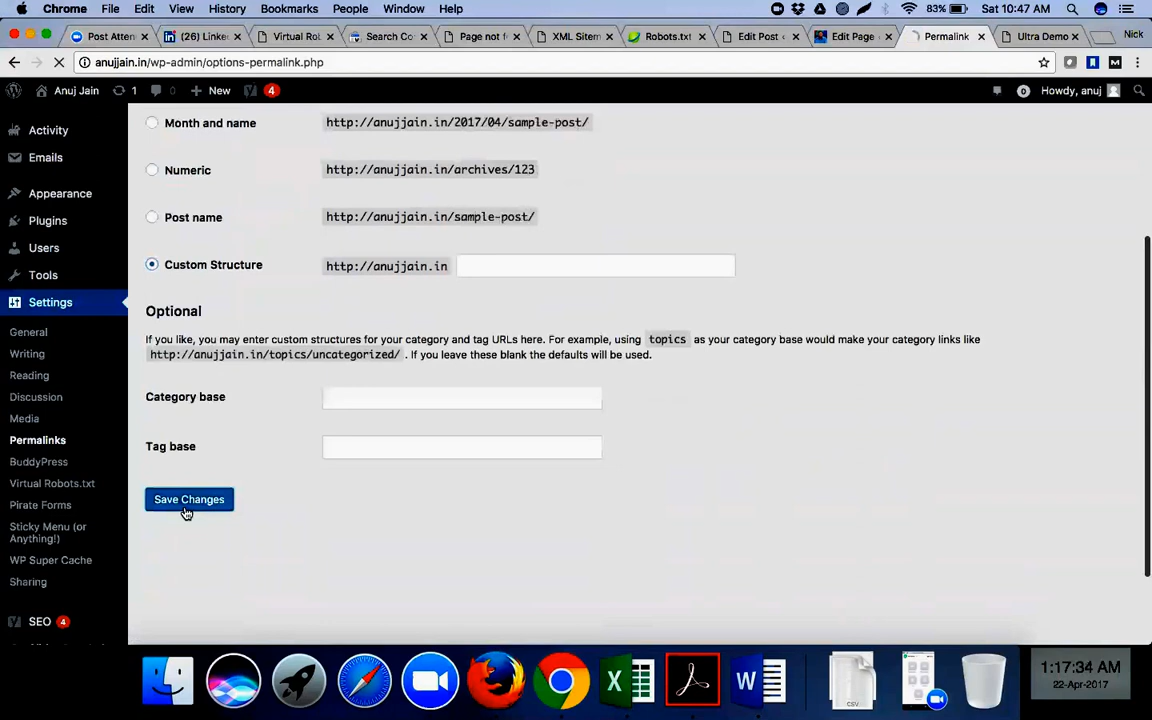 Chrome File Edit View History Bookmarks People Window Help 83% Sat 10:47 AM
Post Atten (26) Linke Virtual Ro Search Co Page not f XML Sitem Robots.txt Edit Post Edit Page Permalink Ultra Demo Nick
anujjain.in/wp-admin/options-permalink.php
Anuj Jain 1 0 New 4 0 Howdy, anuj
Activity
Emails
Appearance
Plugins
Users
Tools
Settings
General
Writing
Reading
Discussion
Media
Permalinks
BuddyPress
Virtual Robots.txt
Pirate Forms
Sticky Menu (or
Anything!)
WP Super Cache
Sharing
SEO 4
Month and name http://anujjain.in/2017/04/sample-post/
Numeric http://anujjain.in/archives/123
Post name http://anujjain.in/sample-post/
Custom Structure http://anujjain.in
Optional
If you like, you may enter custom structures for your category and tag URLs here. For example, using topics as your category base would make your category links like
http://anujjain.in/topics/uncategorized/ . If you leave these blank the defaults will be used.
Category base
Tag base
Save Changes
CSV
1:17:34 AM
22-Apr-2017